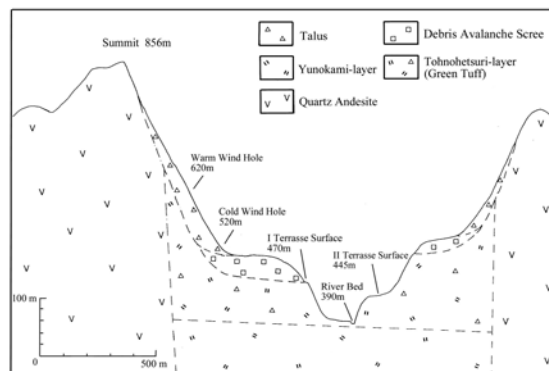 Summit 856m
Talus
Debris Avalanche Scree
Yunokami-layer
Tohnohetsuri-layer
(Green Tuff)
Quartz Andesite
Warm Wind Hole
620m
Cold Wind Hole
520m
I Terrasse Surface
470m
II Terrasse Surface
445m
River Bed
390m
100 m
0
0
500 m